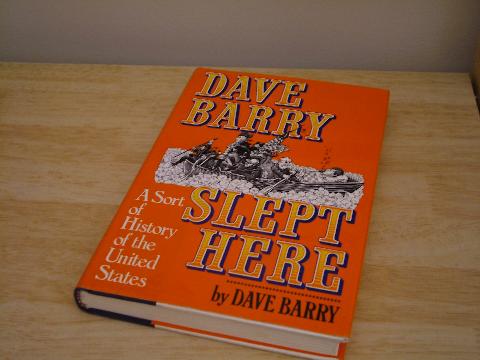 DAVE
BARRY
SLEPT
HERE
A Sort
of
History
of the
United
States
by DAVE BARRY